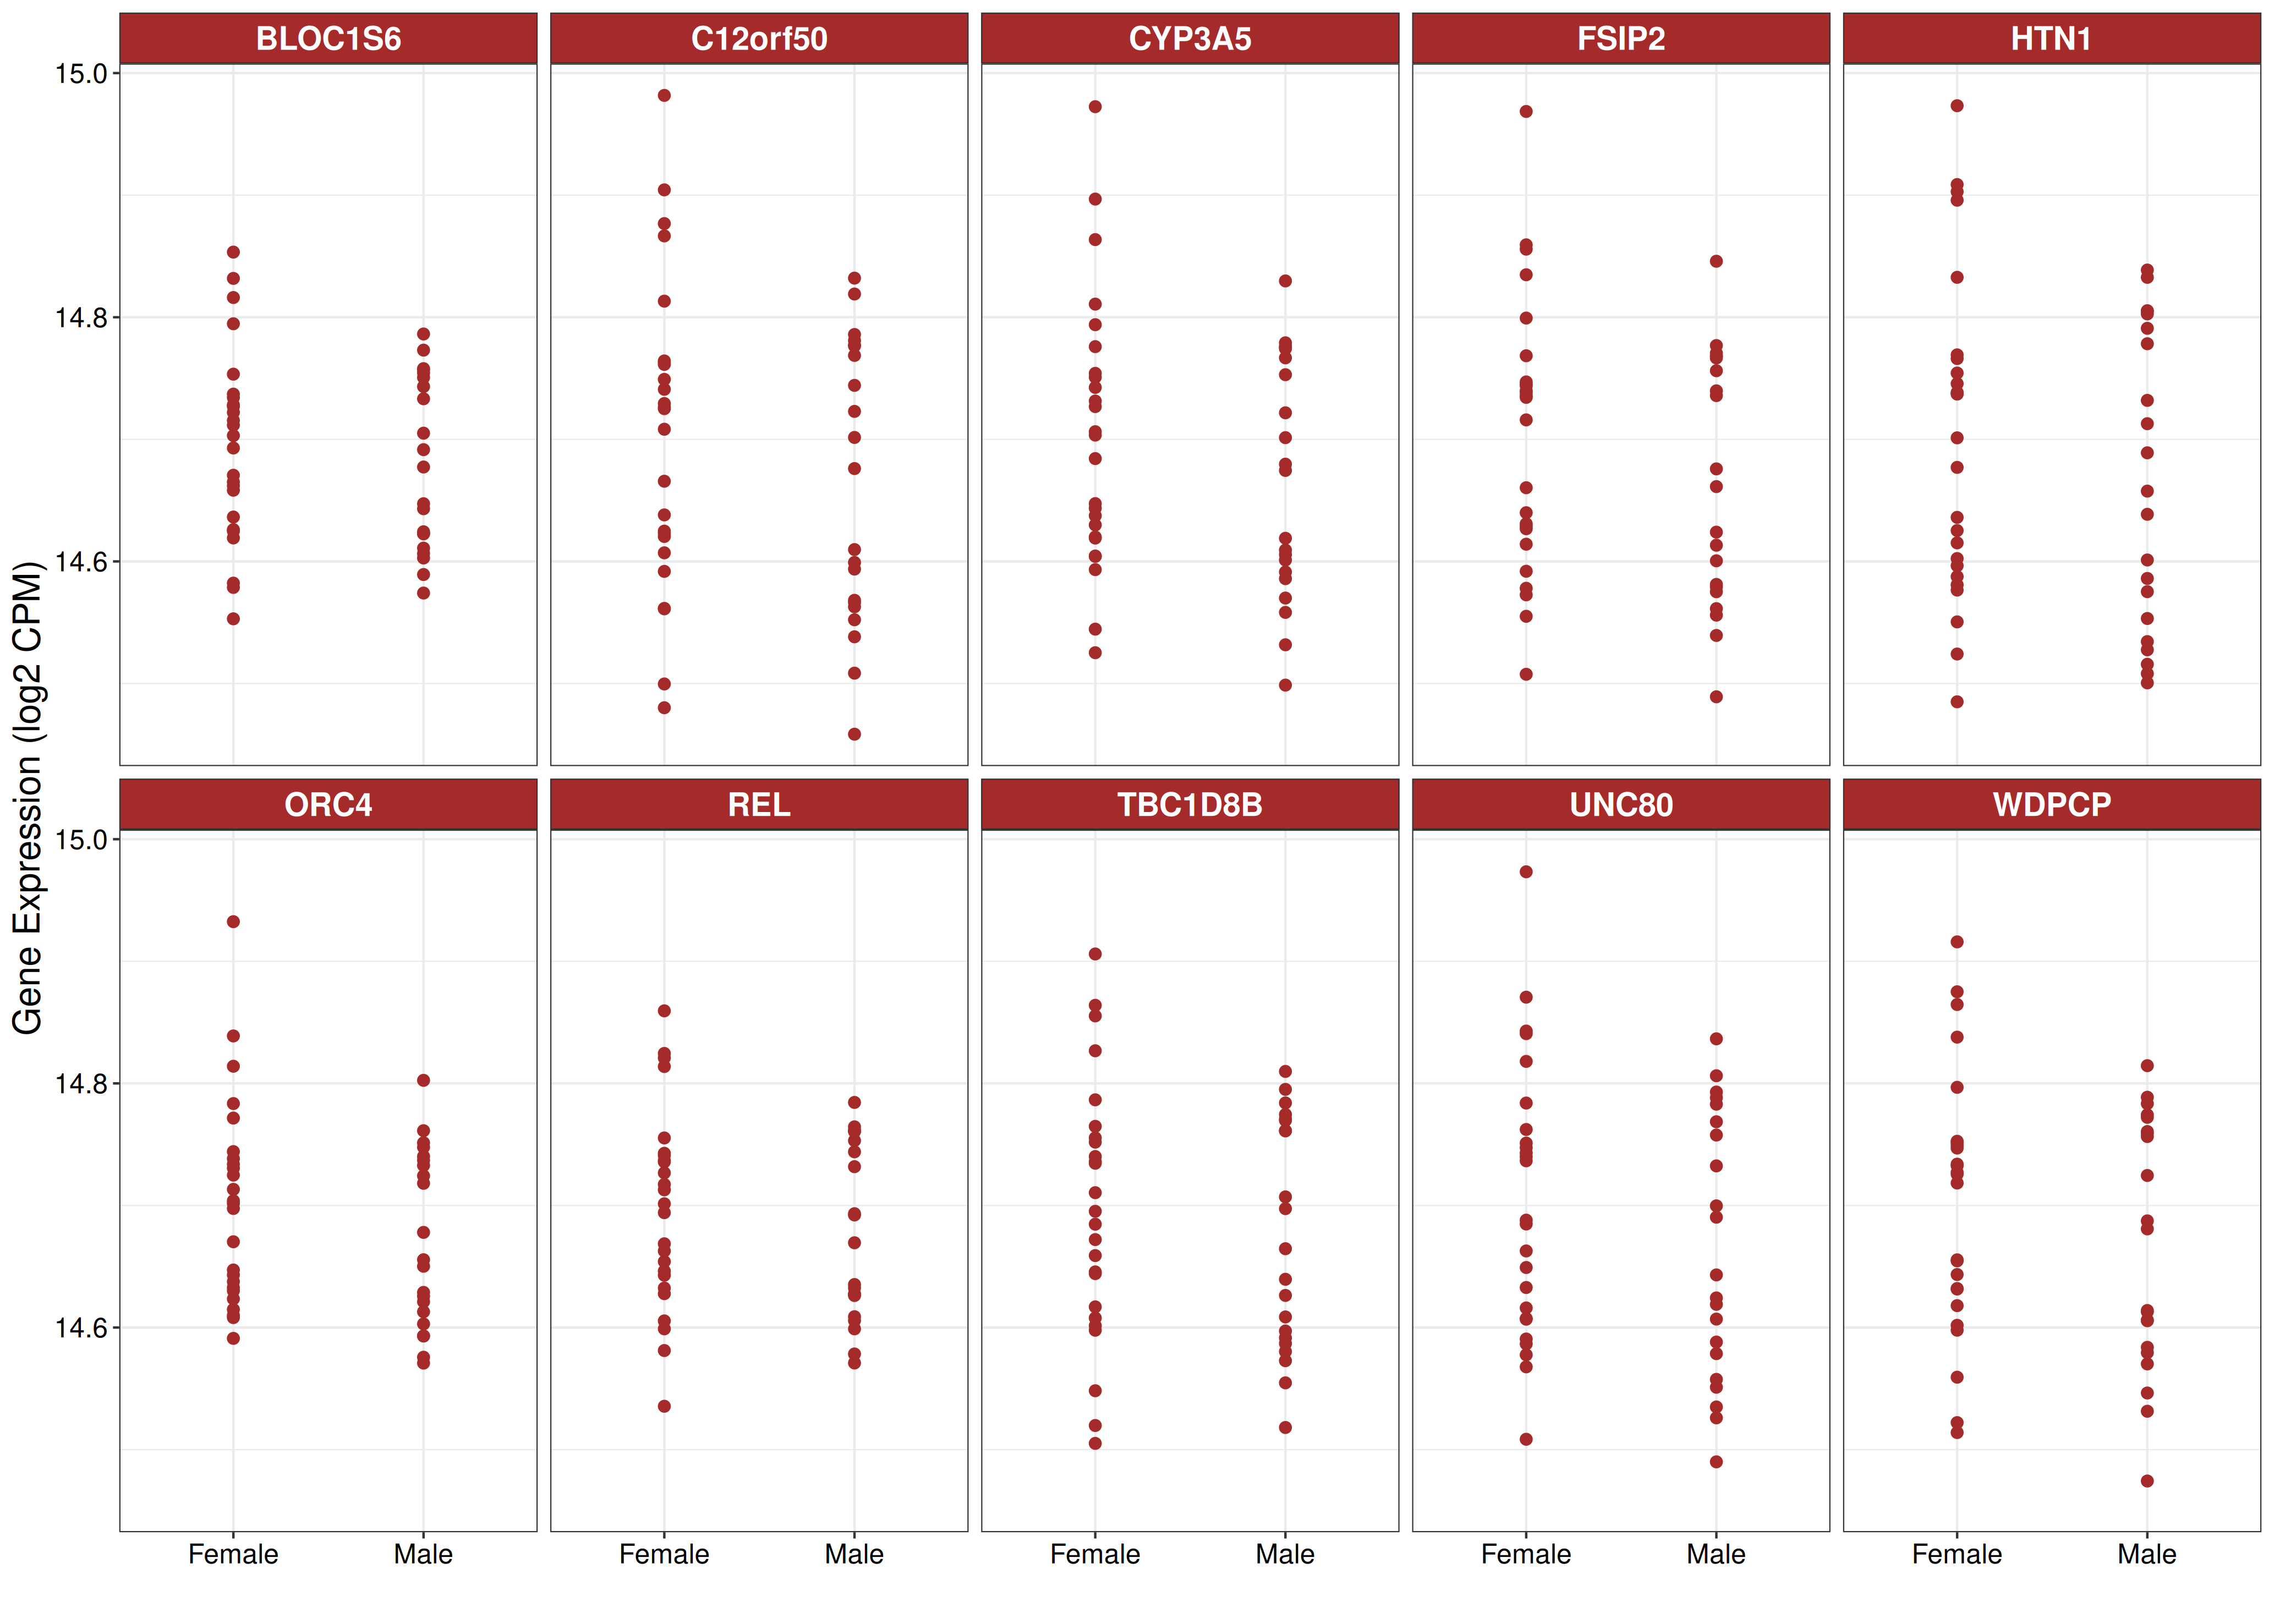 BLOC1S6 C12orf50 CYP3A5 FSIP2 HTN1
15.0
14.8
14.6
Gene Expression (log2 CPM)
ORC4 REL TBC1D8B UNC80 WDPCP
15.0
14.8
14.6
Female Male Female Male Female Male Female Male Female Male